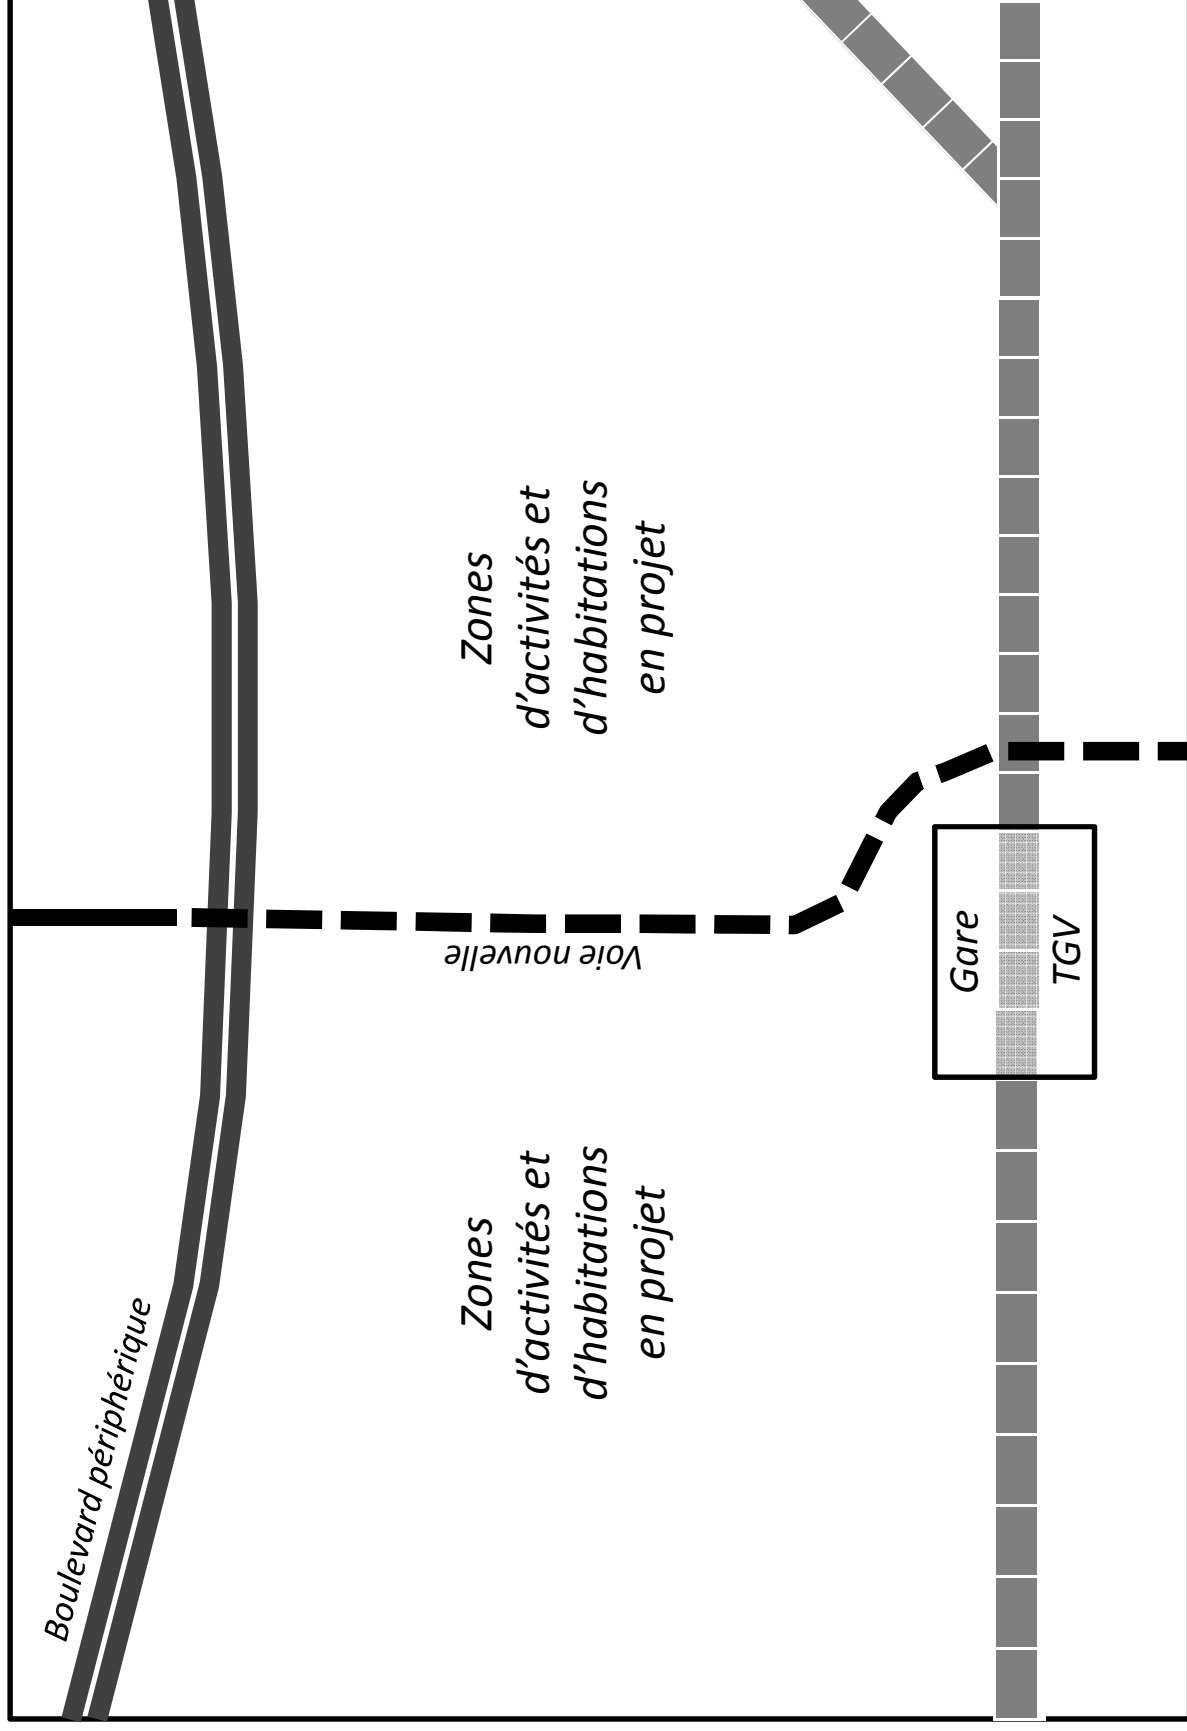 Boulevard périphérique
Zones
d’activités et
d’habitations
en projet
Voie nouvelle
Zones
d’activités et
d’habitations
en projet
Gare
TGV